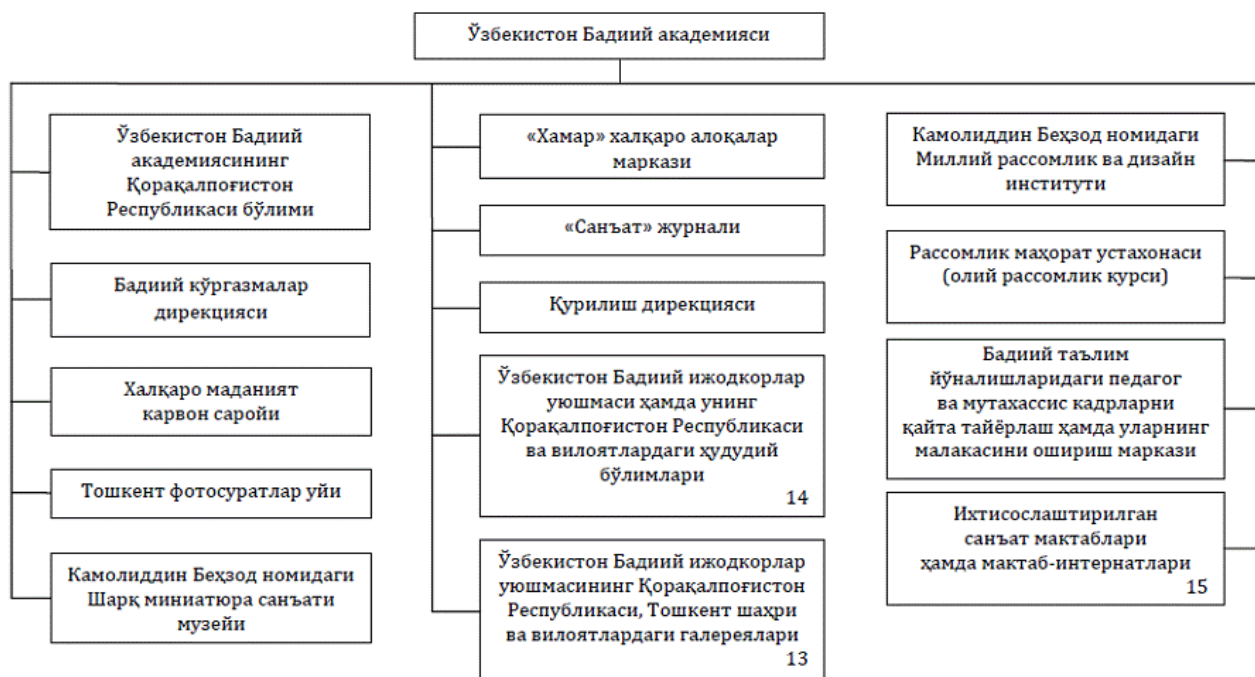 Ўзбекистон Бадиий академияси
Ўзбекистон Бадиий
академиясининг
Қорақалпоғистон
Республикаси бўлими
Бадиий кўргазмалар
дирекцияси
Халқаро маданият
карвон саройи
Тошкент фотосуратлар уйи
Камолиддин Беҳзод номидаги
Шарқ миниатюра санъати
музейи
«Хамар» халқаро алоқалар
маркази
«Санъат» журнали
Қурилиш дирекцияси
Ўзбекистон Бадиий ижодкорлар
уюшмаси ҳамда унинг
Қорақалпоғистон Республикаси
ва вилоятлардаги ҳудудий
бўлимлари
14
Ўзбекистон Бадиий ижодкорлар
уюшмасининг Қорақалпоғистон
Республикаси, Тошкент шаҳри
ва вилоятлардаги галереялари
13
Камолиддин Беҳзод номидаги
Миллий рассомлик ва дизайн
институти
Рассомлик маҳорат устахонаси
(олий рассомлик курси)
Бадиий таълим
йўналишларидаги педагог
ва мутахассис кадрларни
қайта тайёрлаш ҳамда уларнинг
малакасини ошириш маркази
Ихтисослаштирилган
санъат мактаблари
ҳамда мактаб-интернатлари
15